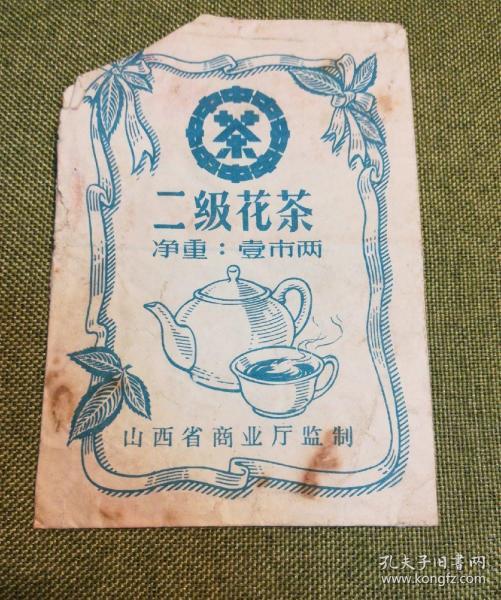 茶
二级花茶
净重：壹市两
山西省商业厅监制
孔夫子旧书网
www.kongfz.com